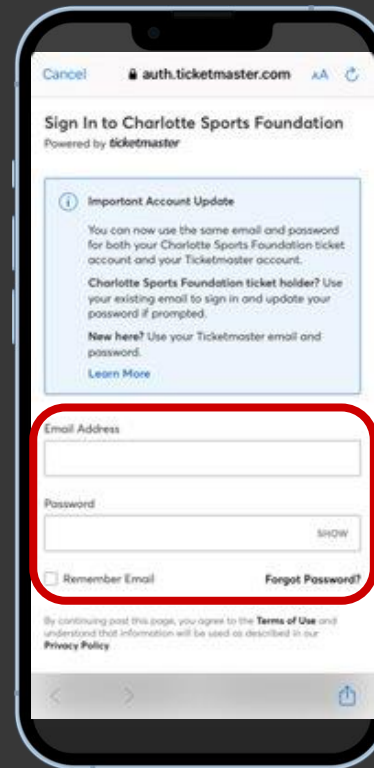 Cancel auth.ticketmaster.com AA
Sign In to Charlotte Sports Foundation
Powered by ticketmaster
Important Account Update
You can now use the same email and password
for both your Charlotte Sports Foundation ticket
account and your Ticketmaster account.
Charlotte Sports Foundation ticket holder? Use
your existing email to sign in and update your
password if prompted.
New here? Use your Ticketmaster email and
password.
Learn More
Email Address
Password
SHOW
Remember Email Forgot Password?
By continuing past this page, you agree to the Terms of Use and
understand that information will be used as described in our
Privacy Policy